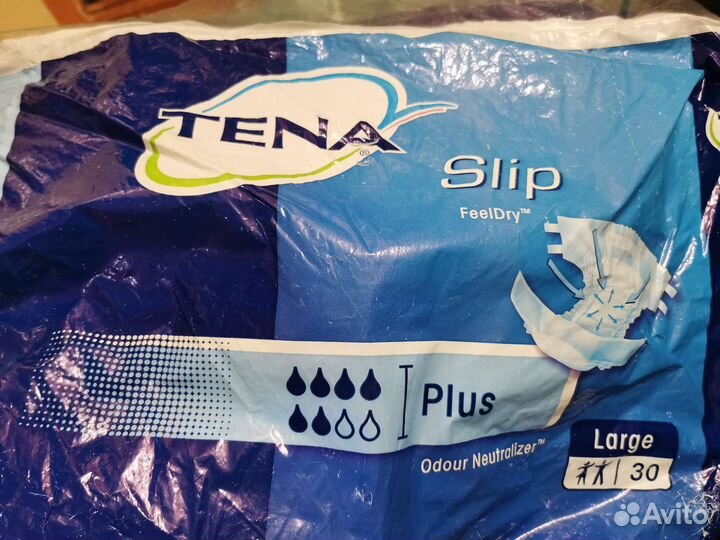 TENA
®
Slip
FeelDry™
Plus
Odour Neutralizer™
Large
30
Avito